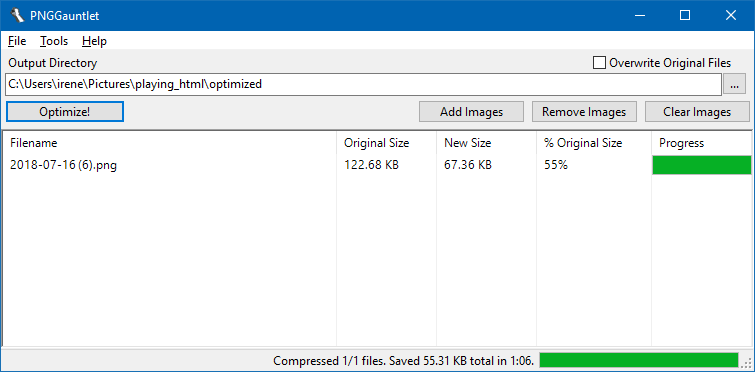 PNGGauntlet
File Tools Help
Output Directory
Overwrite Original Files
C:\Users\irene\Pictures\playing_html\optimized
...
Optimize!
Add Images
Remove Images
Clear Images
Filename Original Size New Size % Original Size Progress
2018-07-16 (6).png 122.68 KB 67.36 KB 55%
Compressed 1/1 files. Saved 55.31 KB total in 1:06.